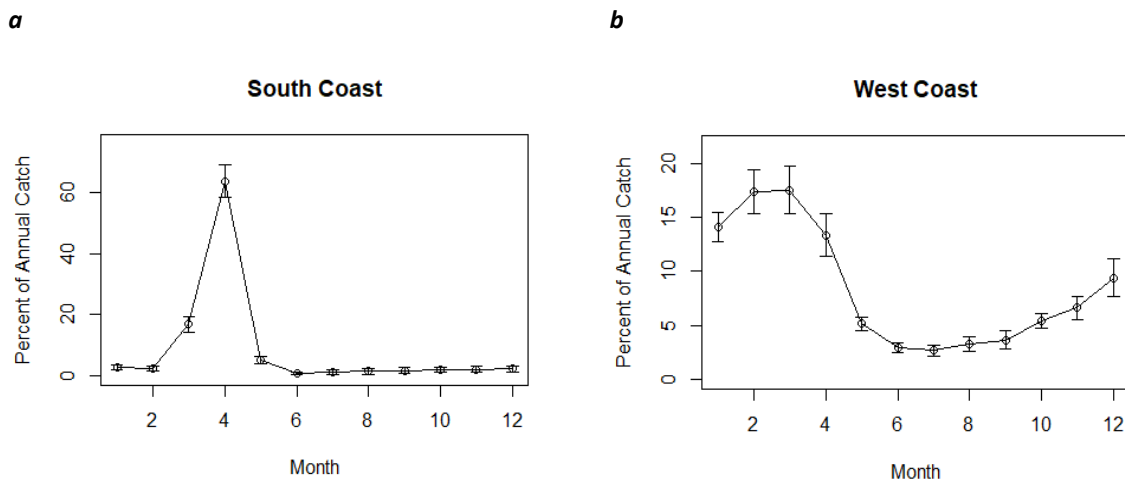 a
South Coast
Percent of Annual Catch
60
40
20
0
2 4 6 8 10 12
Month
b
West Coast
Percent of Annual Catch
20
15
10
5
0
2 4 6 8 10 12
Month